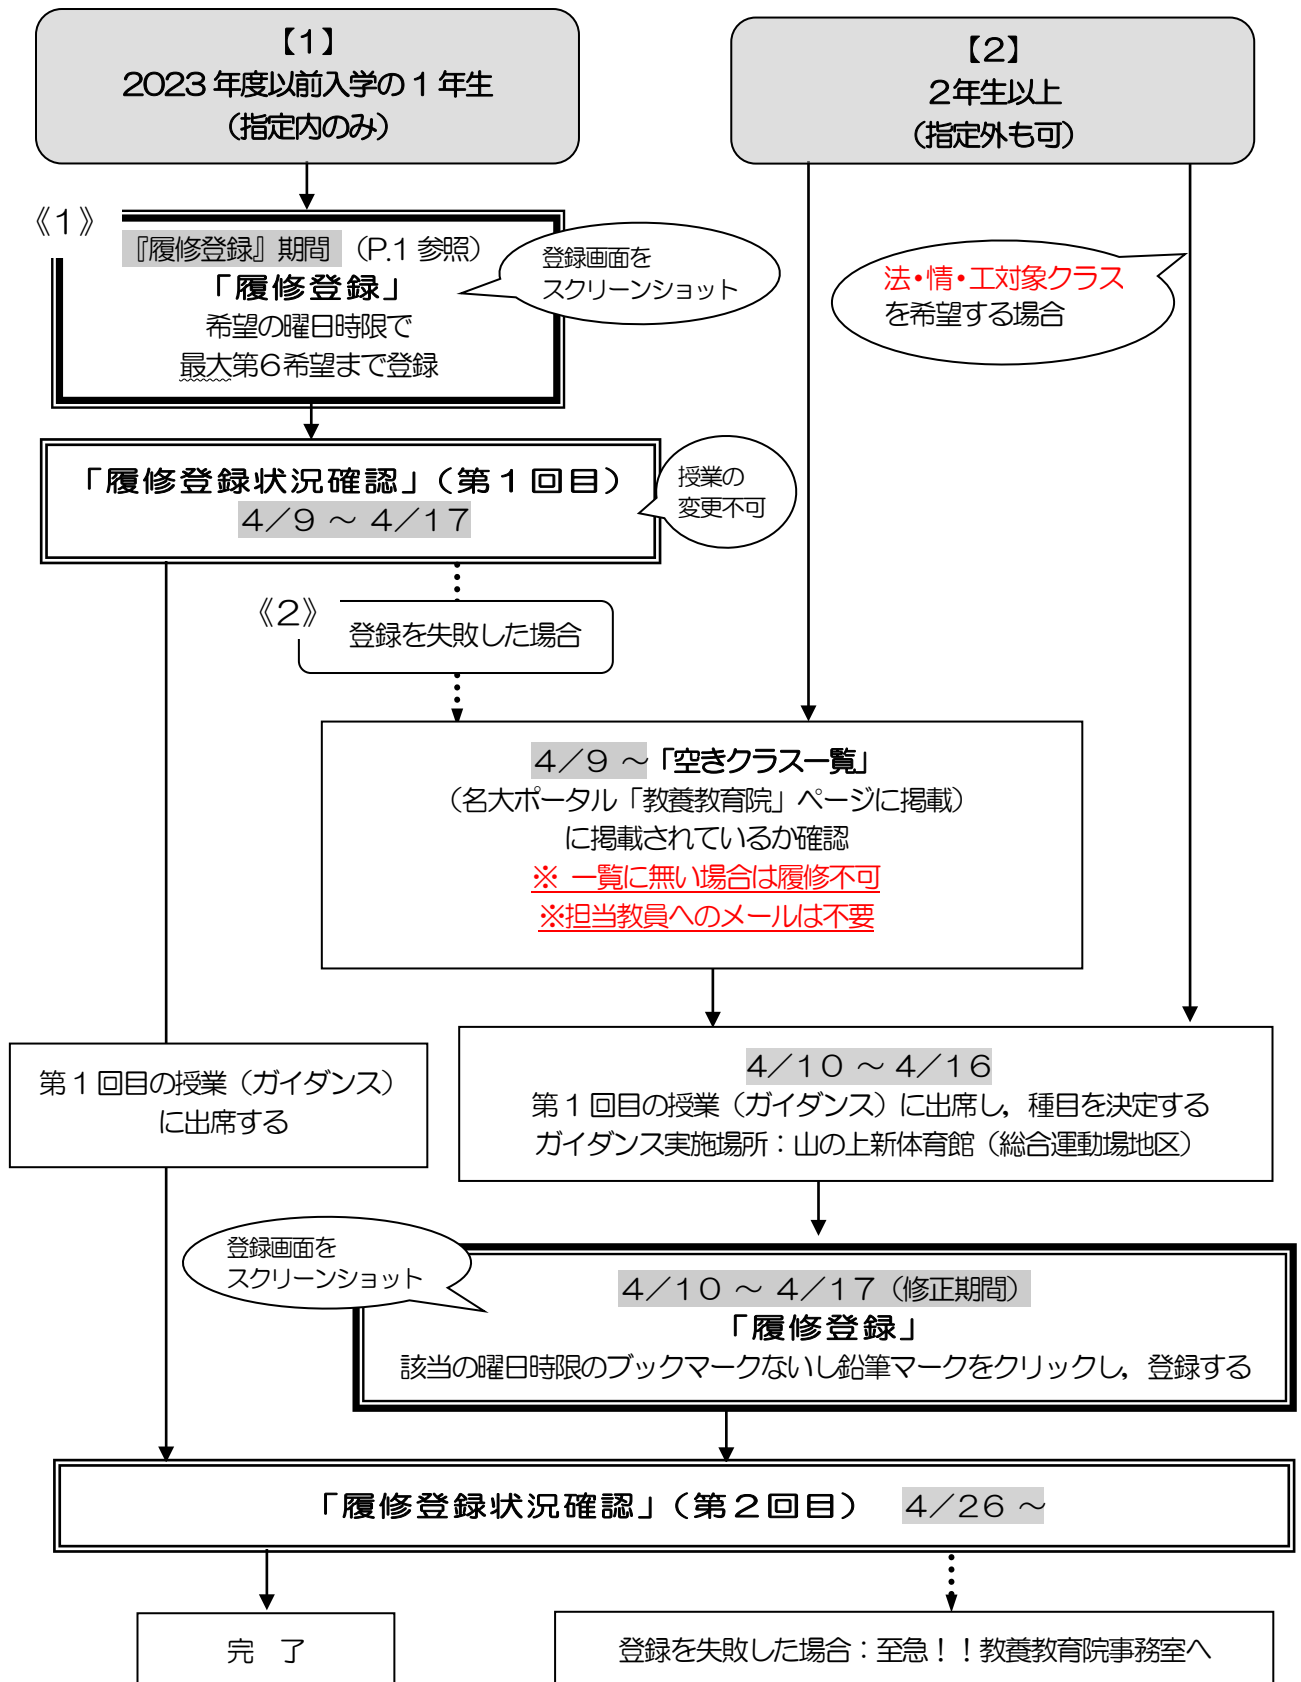 【1】
2023年度以前入学の1年生
（指定内のみ）
【2】
2年生以上
（指定外も可）
《1》
『履修登録』期間 （P.1 参照）
「履修登録」
希望の曜日時限で
最大第6希望まで登録
登録画面を
スクリーンショット
法・情・工対象クラス
を希望する場合
「履修登録状況確認」（第1回目）
4／9 ～ 4／17
授業の
変更不可
《2》
登録を失敗した場合
4／9 ～「空きクラス一覧」
（名大ポータル「教養教育院」ページに掲載）
に掲載されているか確認
※ 一覧に無い場合は履修不可
※担当教員へのメールは不要
第1回目の授業（ガイダンス）
に出席する
4／10 ～ 4／16
第1回目の授業（ガイダンス）に出席し，種目を決定する
ガイダンス実施場所：山の上新体育館（総合運動場地区）
登録画面を
スクリーンショット
4／10 ～ 4／17（修正期間）
「履修登録」
該当の曜日時限のブックマークないし鉛筆マークをクリックし，登録する
「履修登録状況確認」（第2回目） 4／26 ～
完 了
登録を失敗した場合：至急！！教養教育院事務室へ